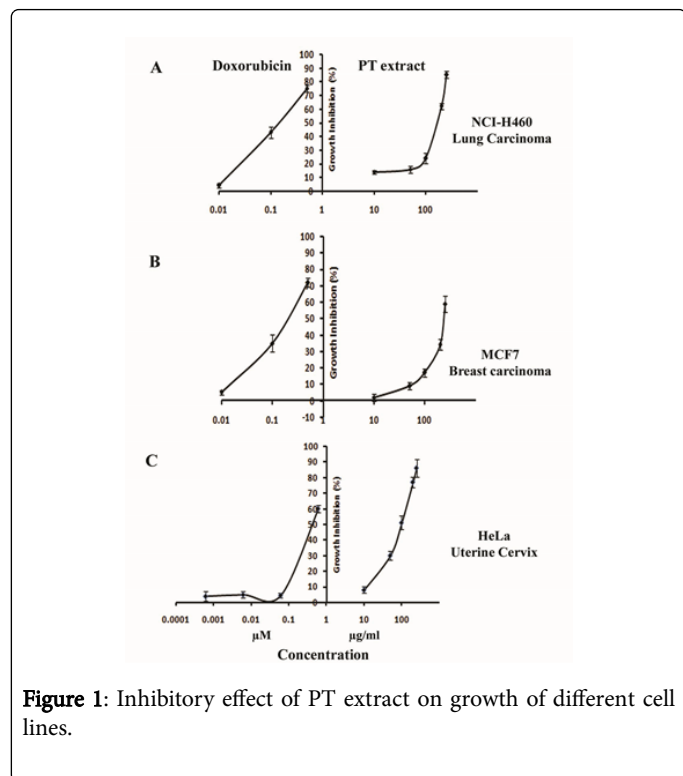 A
Doxorubicin
PT extract
100
90
80
70
60
50
40
30
20
10
0
Growth Inhibition (%)
0.01 0.1 1 10 100
NCI-H460
Lung Carcinoma
B
100
90
80
70
60
50
40
30
20
10
0
-10
Growth Inhibition (%)
0.01 0.1 1 10 100
MCF7
Breast carcinoma
C
100
90
80
70
60
50
40
30
20
10
0
Growth Inhibition (%)
0.0001 0.001 0.01 0.1 1 10 100
HeLa
Uterine Cervix
µM µg/ml
Concentration
Figure 1: Inhibitory effect of PT extract on growth of different cell
lines.